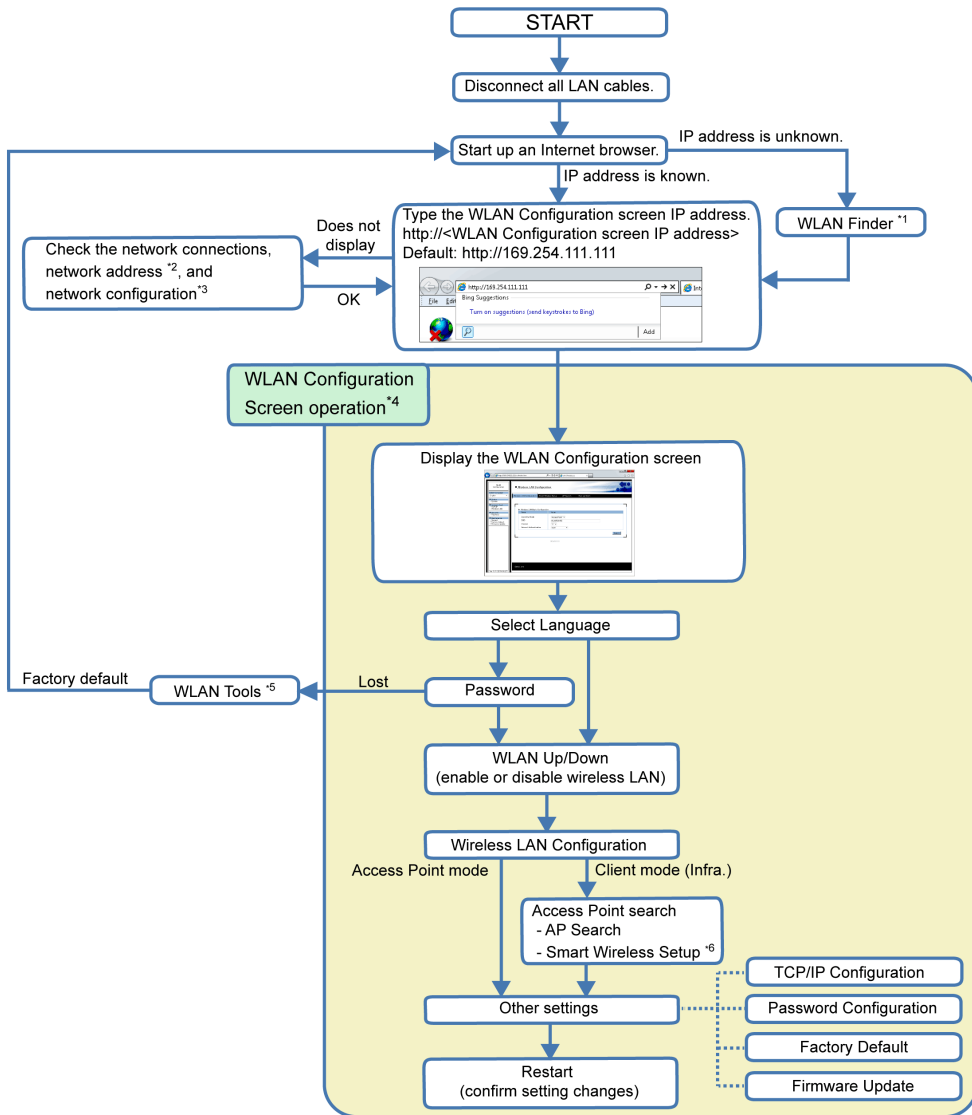 START
Disconnect all LAN cables.
Start up an Internet browser.
IP address is unknown.
IP address is known.
WLAN Finder *1
Type the WLAN Configuration screen IP address.
http://<WLAN Configuration screen IP address>
Default: http://169.254.111.111
Does not
display
Check the network connections,
network address *2, and
network configuration*3
OK
http://169.254.111.111
Bing Suggestions
File
Turn on suggestions (send keystrokes to Bing)
Add
WLAN Configuration
Screen operation*4
Display the WLAN Configuration screen
Select Language
Password
Lost
WLAN Tools *5
Factory default
WLAN Up/Down
(enable or disable wireless LAN)
Wireless LAN Configuration
Access Point mode
Client mode (Infra.)
Access Point search
- AP Search
- Smart Wireless Setup *6
Other settings
TCP/IP Configuration
Password Configuration
Factory Default
Firmware Update
Restart
(confirm setting changes)